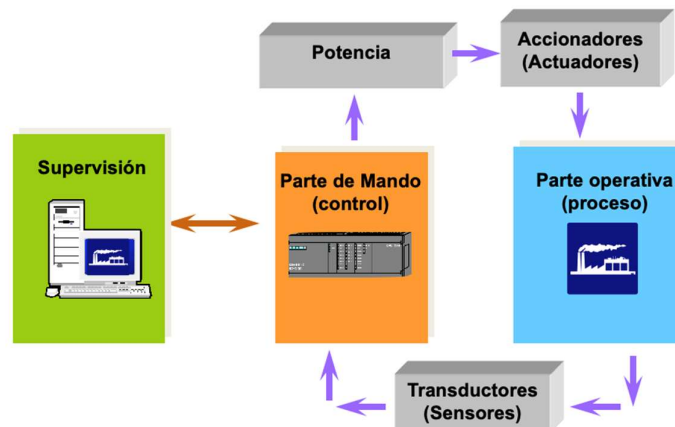 Potencia
Accionadores
(Actuadores)
Supervisión
Parte de Mando
(control)
Parte operativa
(proceso)
Transductores
(Sensores)